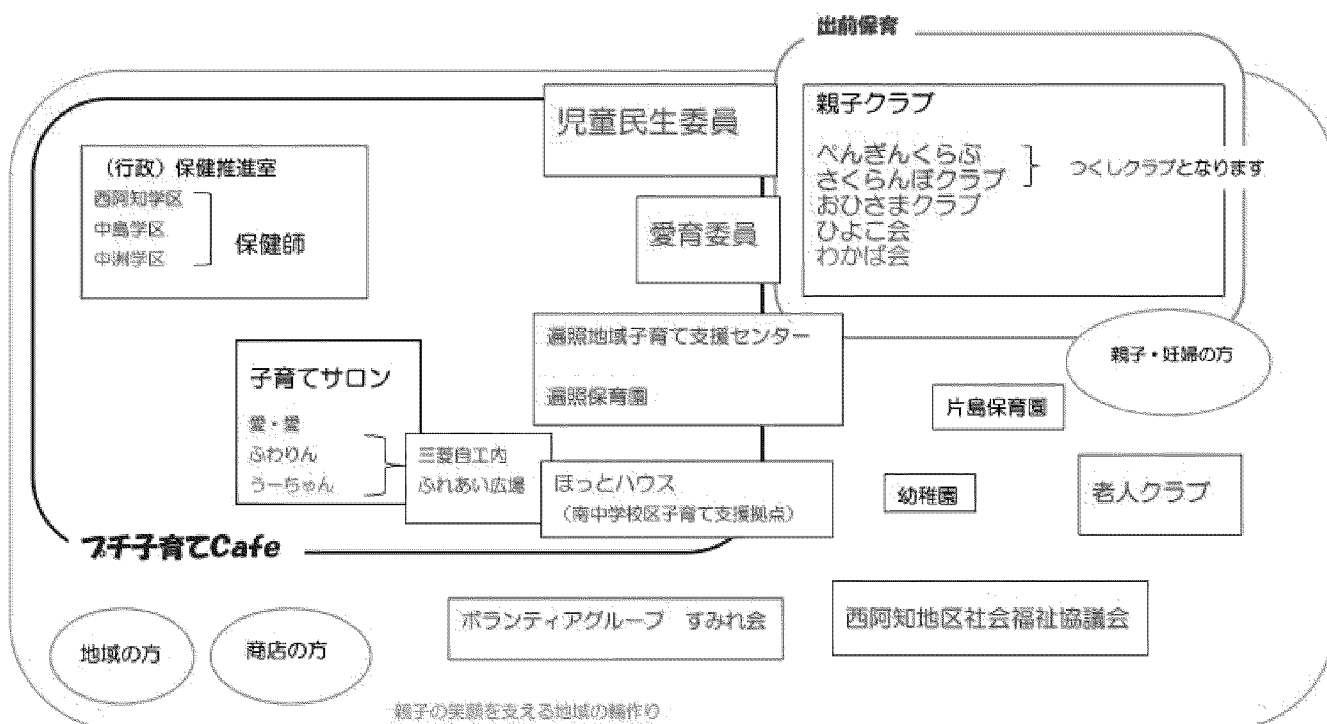 出前保育
児童民生委員
親子クラブ
ぺんぎんくらぶ
さくらんぼクラブ
つくしクラブとなります
おひさまクラブ
ひよこ会
わかば会
（行政）保健推進室
西阿知学区
中島学区
中洲学区
保健師
愛育委員
遍照地域子育て支援センター
遍照保育園
親子・妊婦の方
子育てサロン
愛・愛
ふわりん
うーちゃん
三菱自工内
ふれあい広場
ほっとハウス
（南中学校区子育て支援拠点）
片島保育園
幼稚園
老人クラブ
プチ子育てCafe
ボランティアグループ　すみれ会
西阿知地区社会福祉協議会
地域の方
商店の方
親子の笑顔を支える地域の輪作り